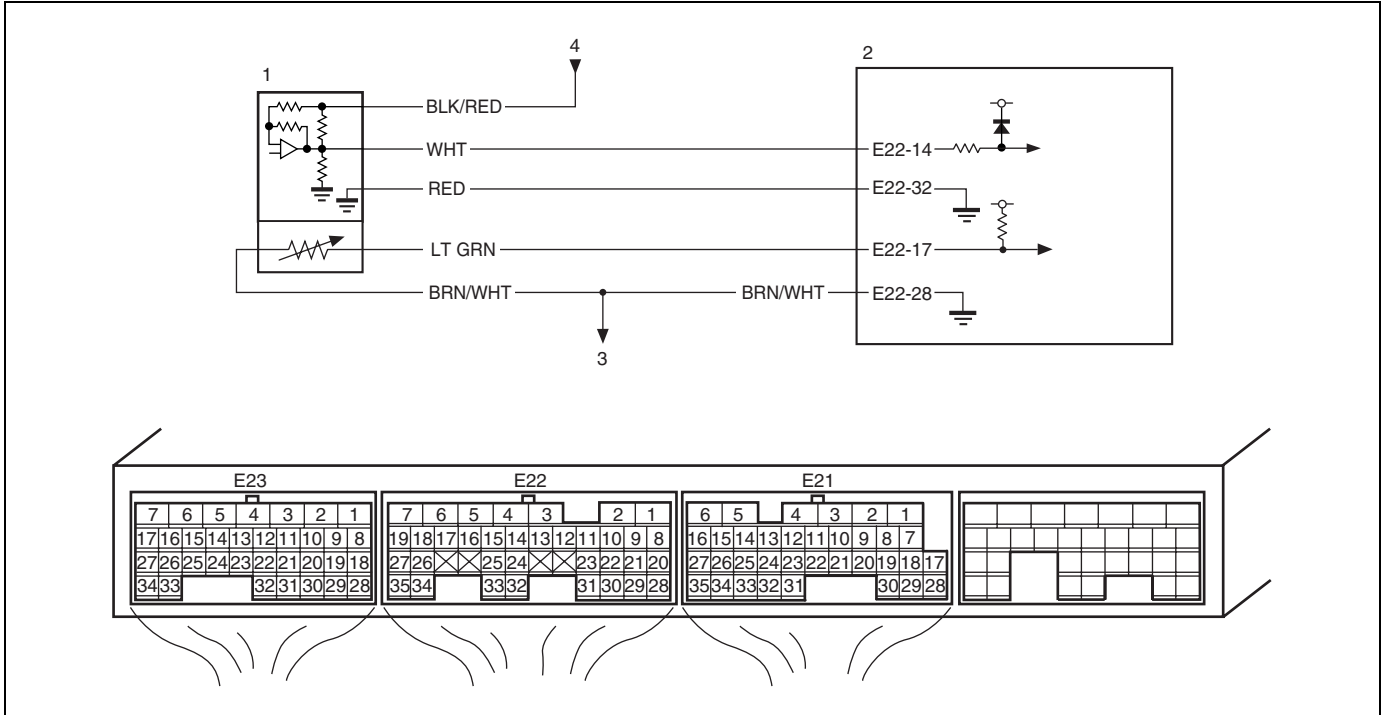 4
1
2
BLK/RED
WHT
E22-14
RED
E22-32
LT GRN
E22-17
BRN/WHT
BRN/WHT
E22-28
3
E23 E22 E21
7 6 5 4 3 2 1 7 6 5 4 3 2 1 6 5 4 3 2 1
17 16 15 14 13 12 11 10 9 8 19 18 17 16 15 14 13 12 11 10 9 8 16 15 14 13 12 11 10 9 8 7
27 26 25 24 23 22 21 20 19 18 27 26 25 24 23 22 21 20 27 26 25 24 23 22 21 20 19 18 17
34 33 32 31 30 29 28 35 34 33 32 31 30 29 28 35 34 33 32 31 30 29 28